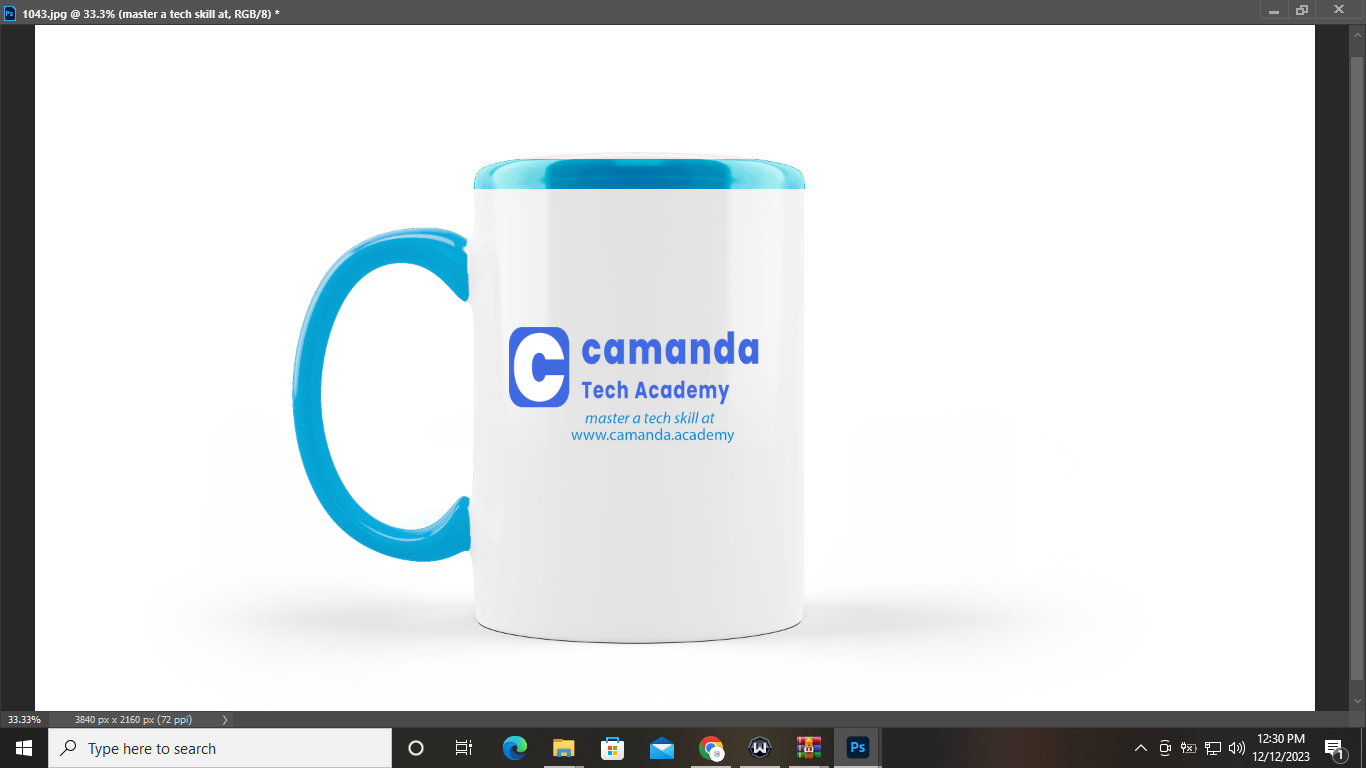 1043.jpg @ 33.3% (master a tech skill at, RGB/8) *
C camanda
Tech Academy
master a tech skill at
www.camanda.academy
33.33%
3840 px x 2160 px (72 ppi)
Type here to search
Ps
12:30 PM
12/12/2023
1